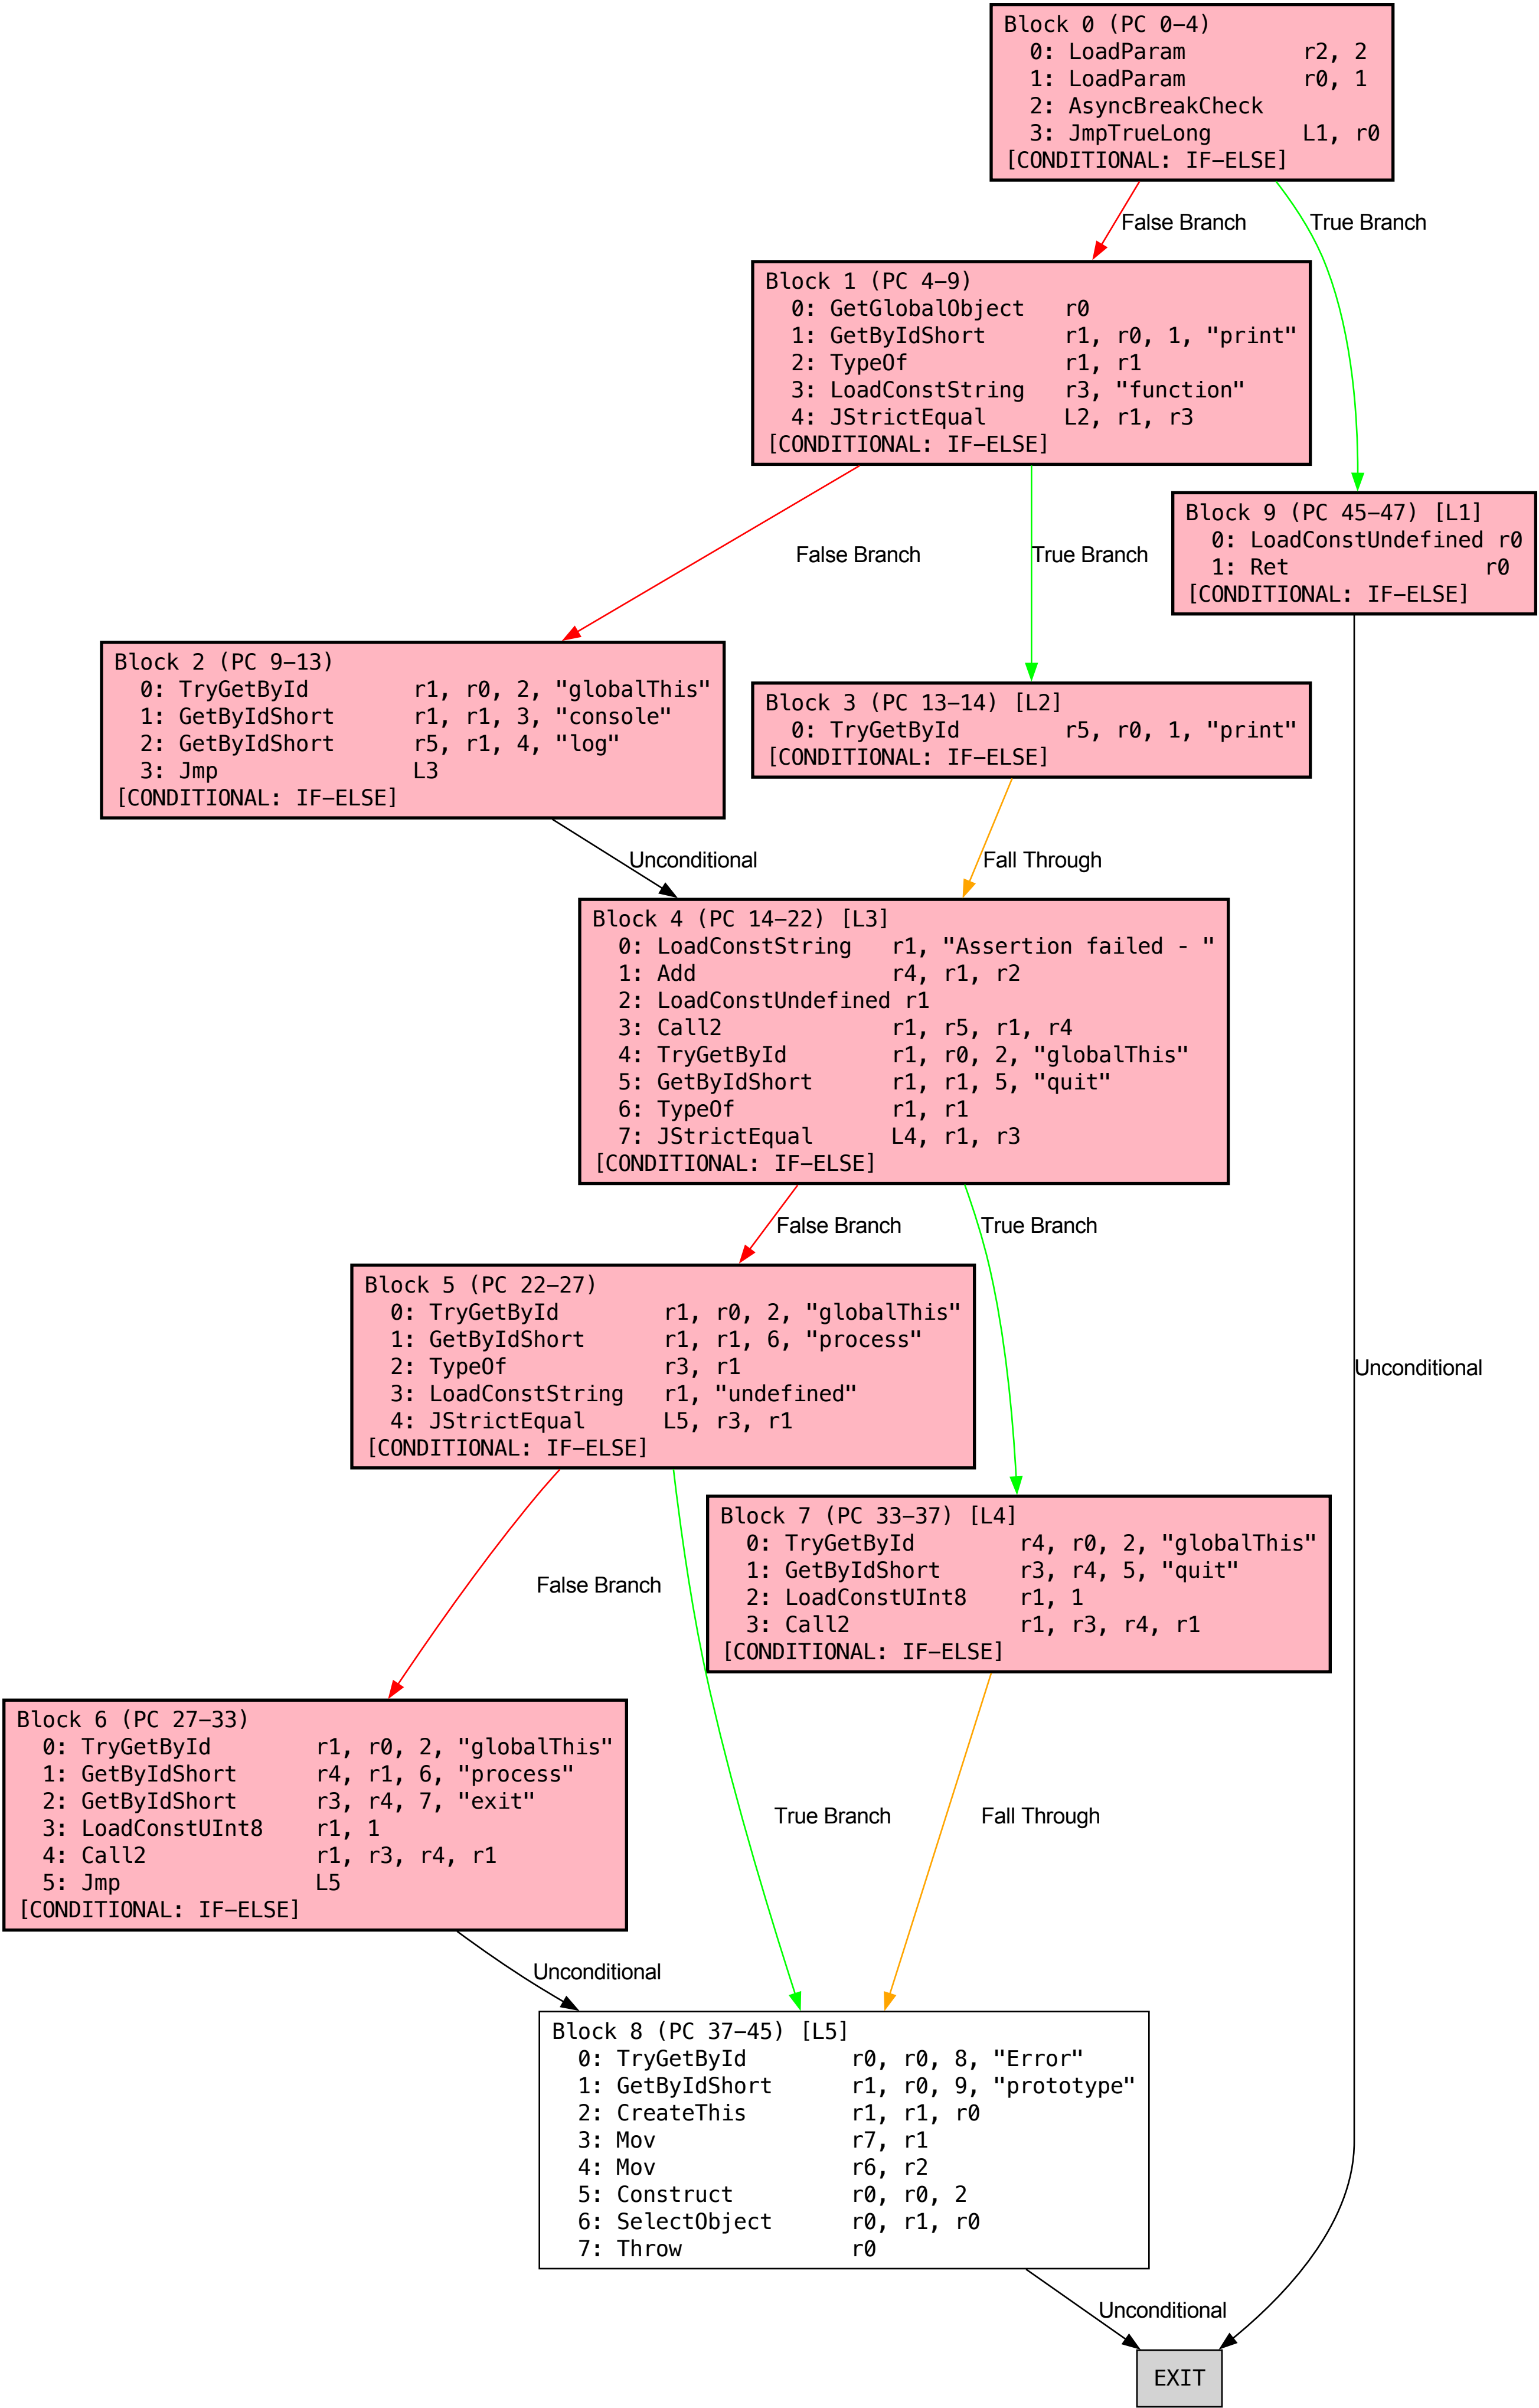 Block 0 (PC 0-4)
0: LoadParam r2, 2
1: LoadParam r0, 1
2: AsyncBreakCheck
3: JmpTrueLong L1, r0
[CONDITIONAL: IF-ELSE]
False Branch
True Branch
Block 1 (PC 4-9)
0: GetGlobalObject r0
1: GetByIdShort r1, r0, 1, "print"
2: TypeOf r1, r1
3: LoadConstString r3, "function"
4: JStrictEqual L2, r1, r3
[CONDITIONAL: IF-ELSE]
Block 9 (PC 45-47) [L1]
0: LoadConstUndefined r0
1: Ret r0
[CONDITIONAL: IF-ELSE]
False Branch
True Branch
Block 2 (PC 9-13)
0: TryGetById r1, r0, 2, "globalThis"
1: GetByIdShort r1, r1, 3, "console"
2: GetByIdShort r5, r1, 4, "log"
3: Jmp L3
[CONDITIONAL: IF-ELSE]
Block 3 (PC 13-14) [L2]
0: TryGetById r5, r0, 1, "print"
[CONDITIONAL: IF-ELSE]
Unconditional
Fall Through
Block 4 (PC 14-22) [L3]
0: LoadConstString r1, "Assertion failed - "
1: Add r4, r1, r2
2: LoadConstUndefined r1
3: Call2 r1, r5, r1, r4
4: TryGetById r1, r0, 2, "globalThis"
5: GetByIdShort r1, r1, 5, "quit"
6: TypeOf r1, r1
7: JStrictEqual L4, r1, r3
[CONDITIONAL: IF-ELSE]
False Branch
True Branch
Block 5 (PC 22-27)
0: TryGetById r1, r0, 2, "globalThis"
1: GetByIdShort r1, r1, 6, "process"
2: TypeOf r3, r1
3: LoadConstString r1, "undefined"
4: JStrictEqual L5, r3, r1
[CONDITIONAL: IF-ELSE]
Unconditional
Block 7 (PC 33-37) [L4]
0: TryGetById r4, r0, 2, "globalThis"
1: GetByIdShort r3, r4, 5, "quit"
2: LoadConstUInt8 r1, 1
3: Call2 r1, r3, r4, r1
[CONDITIONAL: IF-ELSE]
False Branch
Block 6 (PC 27-33)
0: TryGetById r1, r0, 2, "globalThis"
1: GetByIdShort r4, r1, 6, "process"
2: GetByIdShort r3, r4, 7, "exit"
3: LoadConstUInt8 r1, 1
4: Call2 r1, r3, r4, r1
5: Jmp L5
[CONDITIONAL: IF-ELSE]
True Branch
Fall Through
Unconditional
Block 8 (PC 37-45) [L5]
0: TryGetById r0, r0, 8, "Error"
1: GetByIdShort r1, r0, 9, "prototype"
2: CreateThis r1, r1, r0
3: Mov r7, r1
4: Mov r6, r2
5: Construct r0, r0, 2
6: SelectObject r0, r1, r0
7: Throw r0
Unconditional
EXIT